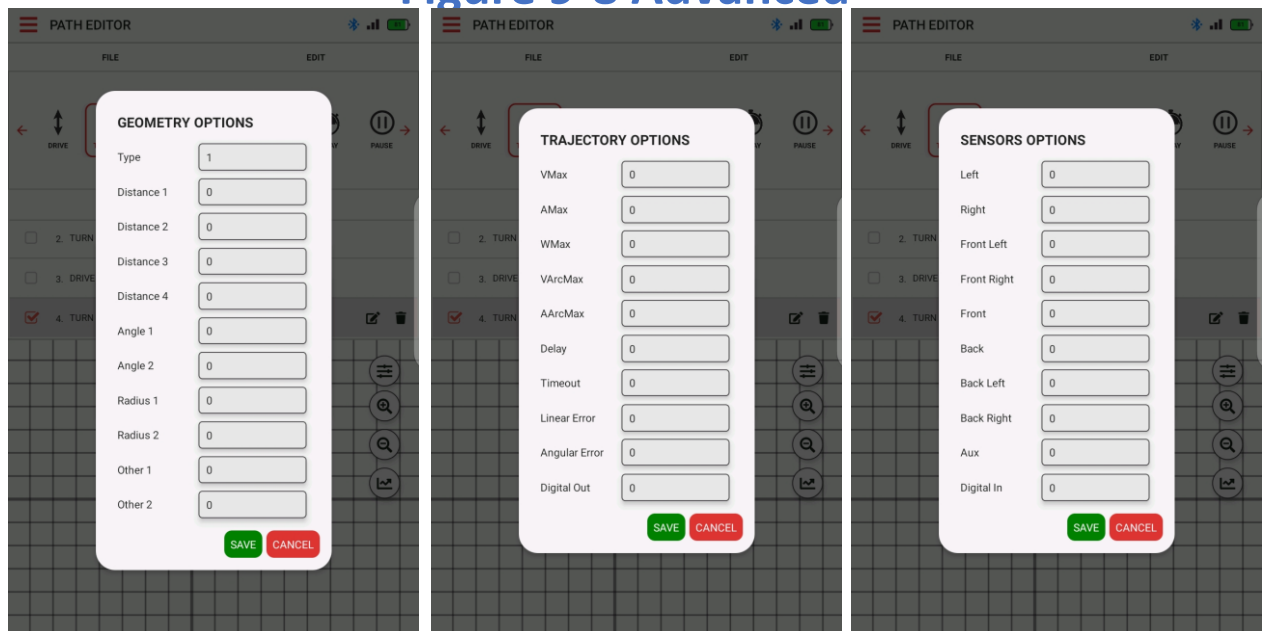 Figure Advanced
PATH EDITOR
FILE EDIT
DRIVE PAUSE
GEOMETRY OPTIONS
Type 1
Distance 1 0
Distance 2 0
Distance 3 0
Distance 4 0
Angle 1 0
Angle 2 0
Radius 1 0
Radius 2 0
Other 1 0
Other 2 0
SAVE CANCEL
2. TURN
3. DRIVE
4. TURN
PATH EDITOR
FILE EDIT
DRIVE PAUSE
TRAJECTORY OPTIONS
VMax 0
AMax 0
WMax 0
VArcMax 0
AArcMax 0
Delay 0
Timeout 0
Linear Error 0
Angular Error 0
Digital Out 0
SAVE CANCEL
2. TURN
3. DRIVE
4. TURN
PATH EDITOR
FILE EDIT
DRIVE PAUSE
SENSORS OPTIONS
Left 0
Right 0
Front Left 0
Front Right 0
Front 0
Back 0
Back Left 0
Back Right 0
Aux 0
Digital In 0
SAVE CANCEL
2. TURN
3. DRIVE
4. TURN